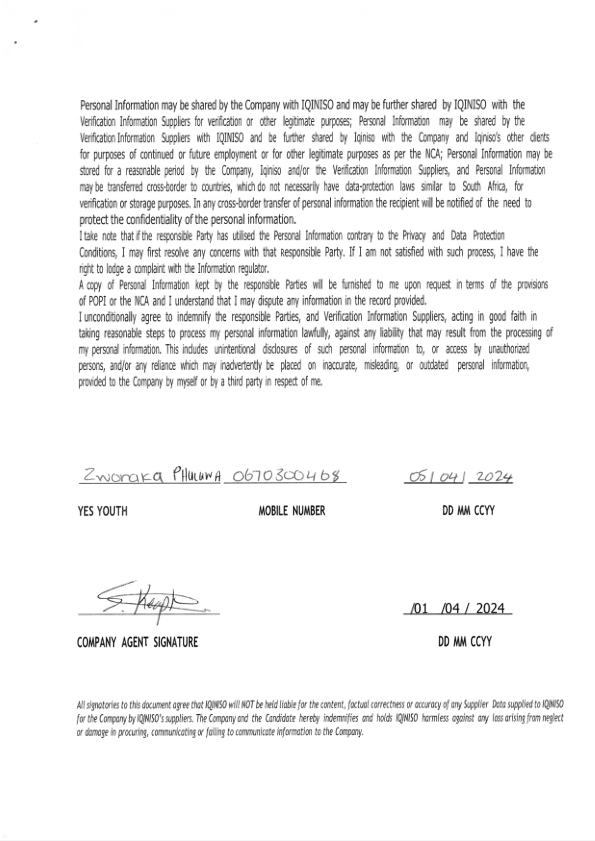 Personal Information may be shared by the Company with IQINISO and may be further shared by IQINISO with the
Verification Information Suppliers for verification or other legitimate purposes; Personal Information may be shared by the
Verification Information Suppliers with IQINISO and be further shared by Iqiniso with the Company and Iqiniso's other clients
for purposes of continued or future employment or for other legitimate purposes as per the NCA; Personal Information may be
stored for a reasonable period by the Company, Iqiniso and/or the Verification Information Suppliers, and Personal Information
may be transferred cross-border to countries, which do not necessarily have data-protection laws similar to South Africa, for
verification or storage purposes. In any cross-border transfer of personal information the recipient will be notified of the need to
protect the confidentiality of the personal information.
I take note that if the responsible Party has utilised the Personal Information contrary to the Privacy and Data Protection
Conditions, I may first resolve any concerns with that responsible Party. If I am not satisfied with such process, I have the
right to lodge a complaint with the Information regulator.
A copy of Personal Information kept by the responsible Parties will be furnished to me upon request in terms of the provisions
of POPI or the NCA and I understand that I may dispute any information in the record provided.
I unconditionally agree to indemnify the responsible Parties, and Verification Information Suppliers, acting in good faith in
taking reasonable steps to process my personal information lawfully, against any liability that may result from the processing of
my personal information. This includes unintentional disclosures of such personal information to, or access by unauthorized
persons, and/or any reliance which may inadvertently be placed on inaccurate, misleading, or outdated personal information,
provided to the Company by myself or by a third party in respect of me.
Zwonaka PHULUWA 0670300468 05/04/2024
YES YOUTH MOBILE NUMBER DD MM CCYY
/01 /04 / 2024
COMPANY AGENT SIGNATURE DD MM CCYY
All signatories to this document agree that IQINISO will NOT be held liable for the content, factual correctness or accuracy of any Supplier Data supplied to IQINISO
for the Company by IQINISO's suppliers. The Company and the Candidate hereby indemnifies and holds IQINISO harmless against any loss arising from neglect
or damage in procuring, communicating or failing to communicate information to the Company.